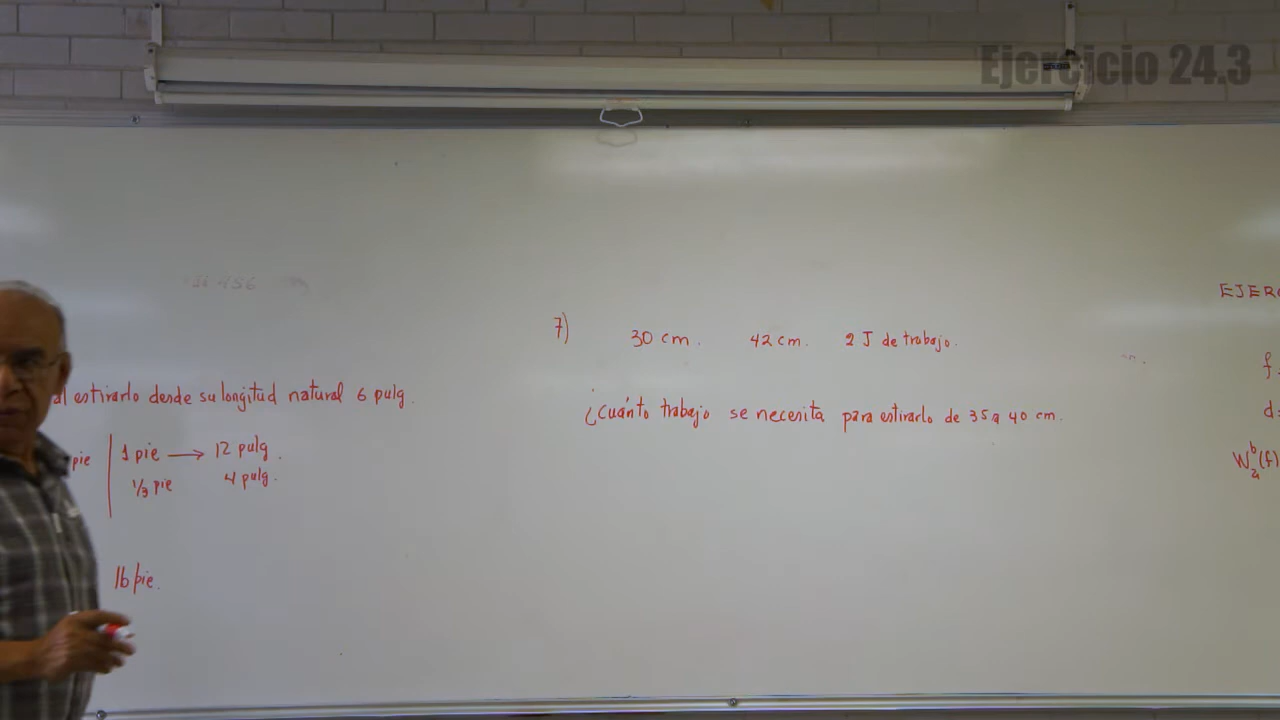 Ejercicio 24.3
al estirarlo desde su longitud natural 6 pulg.
pie 1 pie → 12 pulg.
1/3 pie 4 pulg.
lb pie.
7) 30 cm. 42 cm. 2 J de trabajo.
¿Cuánto trabajo se necesita para estirarlo de 35 a 40 cm.
EJERC
f
d
W